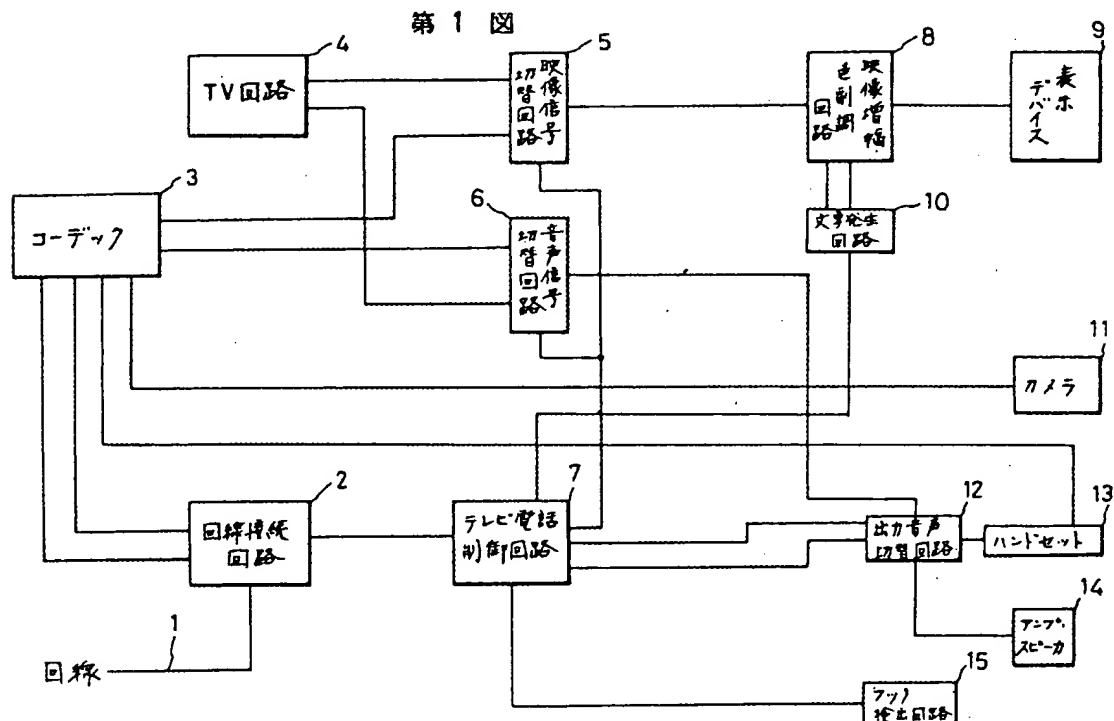 第 1 図
4
TV回路
5
映像信号
切替回路
8
映像増幅
色制調
回路
9
表示
デバイス
3
コーデック
6
音声信号
切替回路
10
文字発生
回路
11
カメラ
2
回線接続
回路
7
テレビ電話
制御回路
12
出力音声
切替回路
13
ハンドセット
1
回線
14
アンプ・
スピーカ
15
フック
検出回路